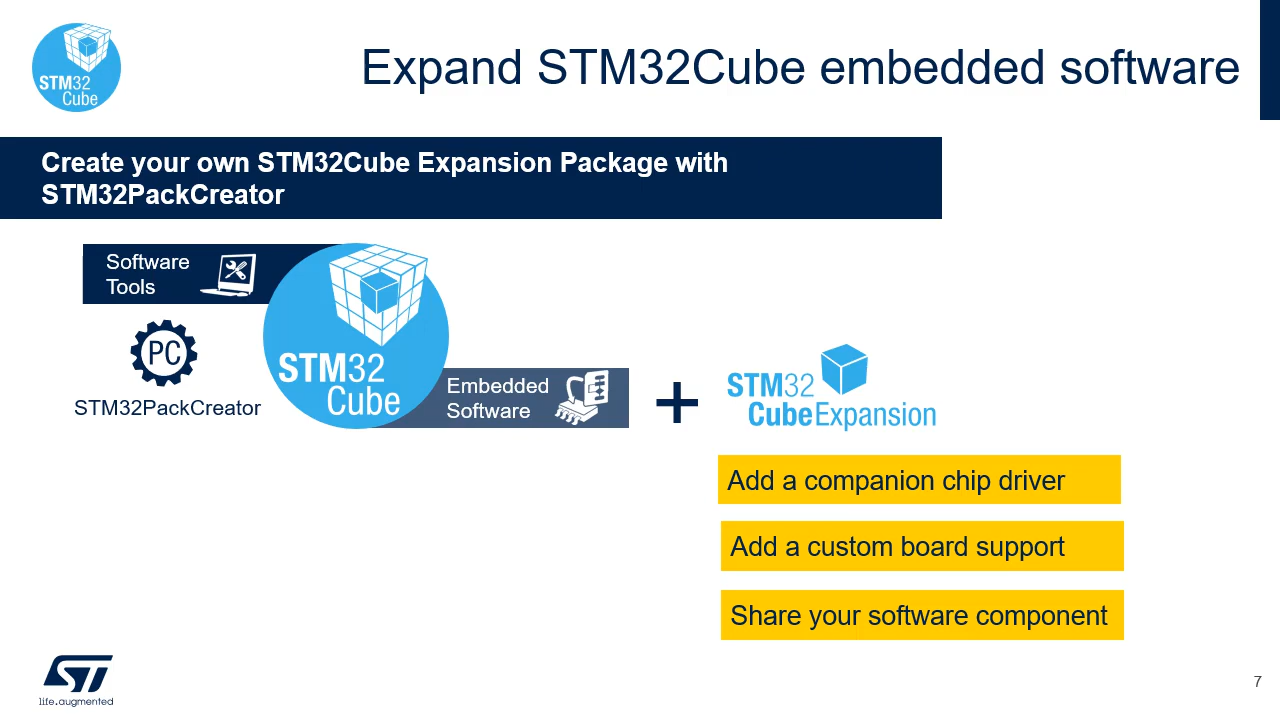 STM32
Cube
Expand STM32Cube embedded software
Create your own STM32Cube Expansion Package with
STM32PackCreator
Software
Tools
PC
STM32PackCreator
STM32
Cube
Embedded
Software
+
STM32
CubeExpansion
Add a companion chip driver
Add a custom board support
Share your software component
ST
life.augmented
7